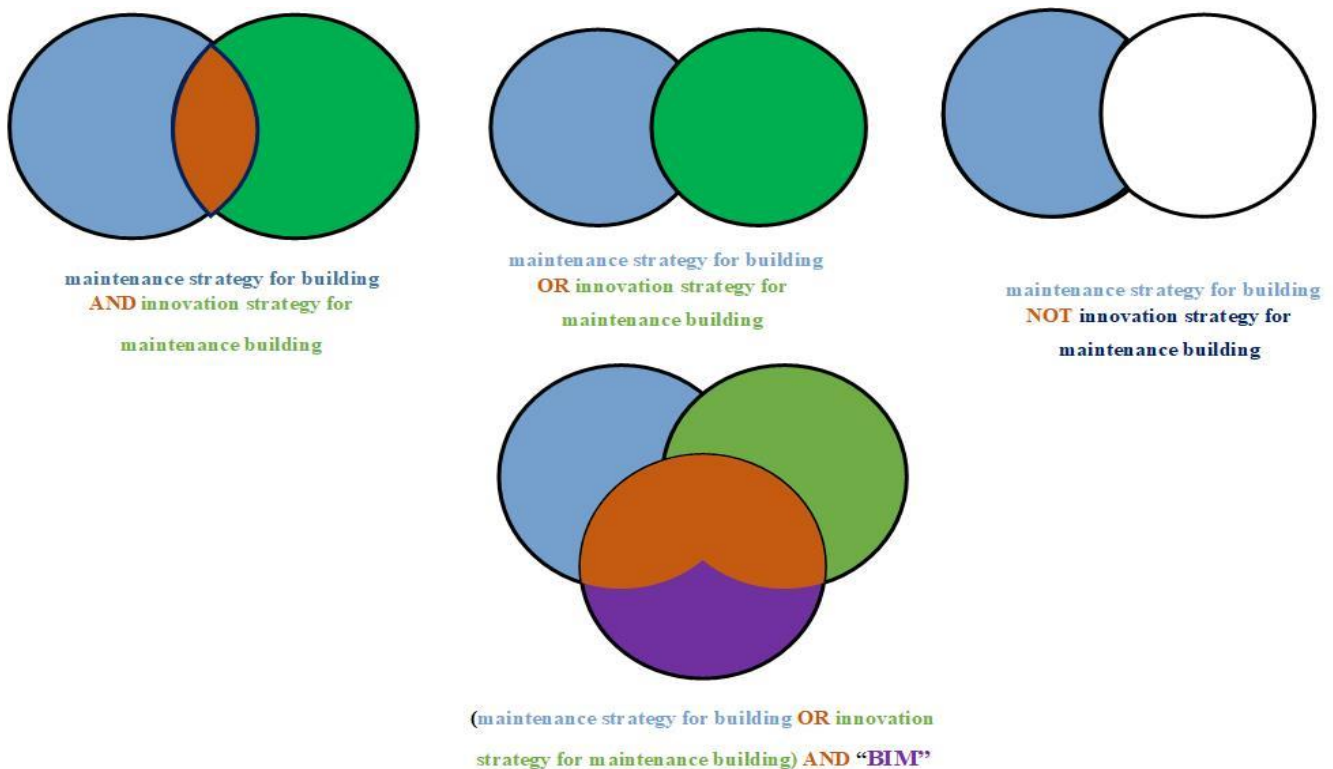 maintenance strategy for building
AND innovation strategy for
maintenance building
maintenance strategy for building
OR innovation strategy for
maintenance building
maintenance strategy for building
NOT innovation strategy for
maintenance building
(maintenance strategy for building OR innovation
strategy for maintenance building) AND “BIM”